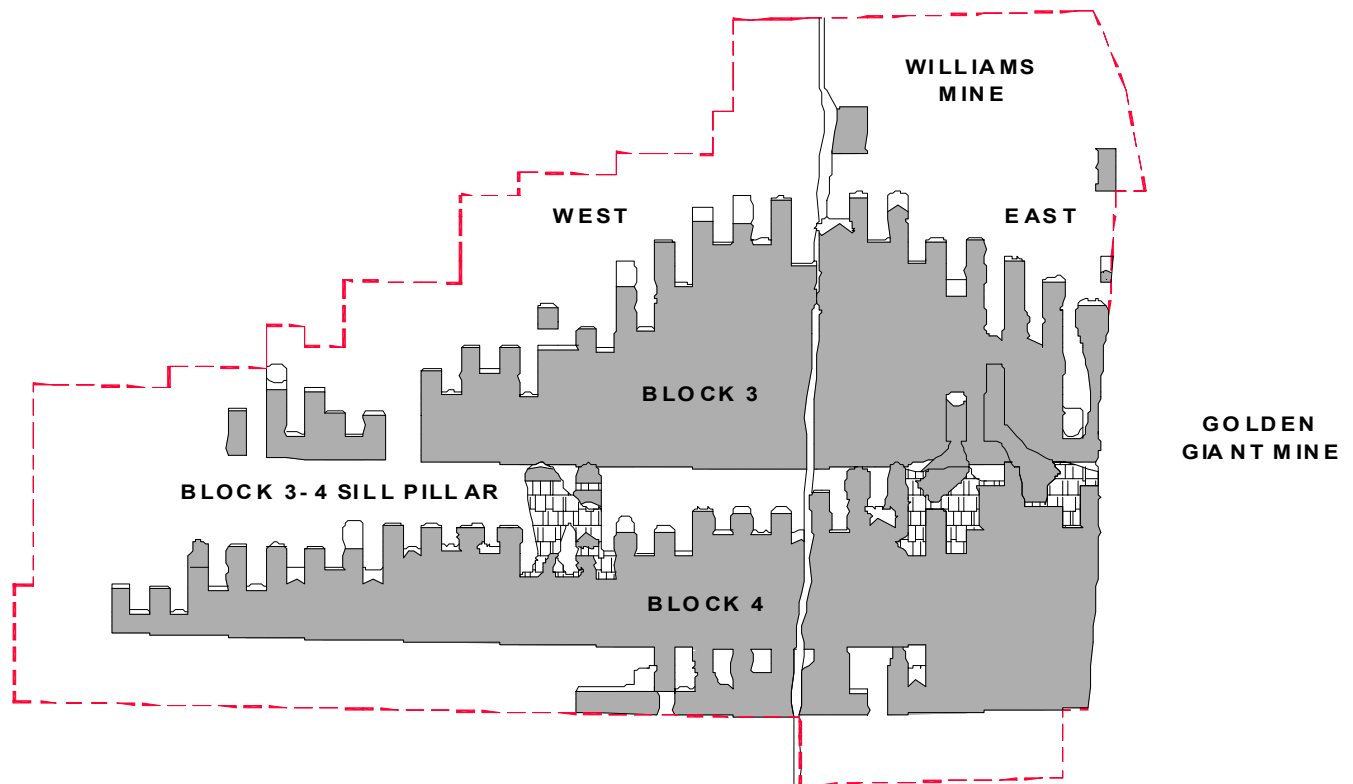 WILLIAMS
MINE
WEST
EAST
BLOCK 3
GOLDEN
GIANT MINE
BLOCK 3-4 SILL PILLAR
BLOCK 4